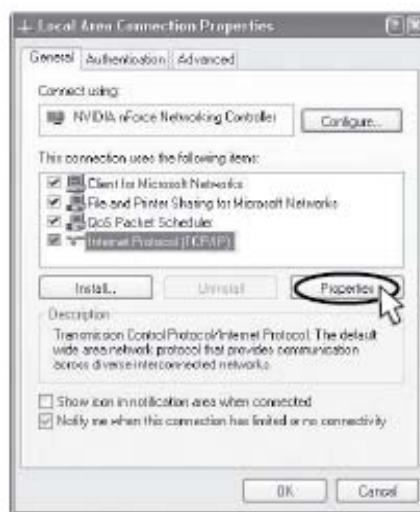 Local Area Connection Properties
General Authentication Advanced
Connect using:
NVIDIA nForce Networking Controller
Configure...
This connection uses the following items:
Client for Microsoft Networks
File and Printer Sharing for Microsoft Networks
QoS Packet Scheduler
Internet Protocol (TCP/IP)
Install... Uninstall Properties
Description
Transmission Control Protocol/Internet Protocol. The default
wide area network protocol that provides communication
across diverse interconnected networks.
Show icon in notification area when connected
Notify me when this connection has limited or no connectivity
OK Cancel